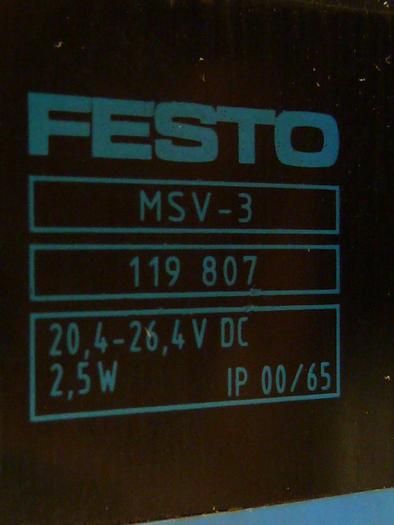 FESTO
MSV-3
119 807
20,4-26,4V DC
2,5W IP 00/65